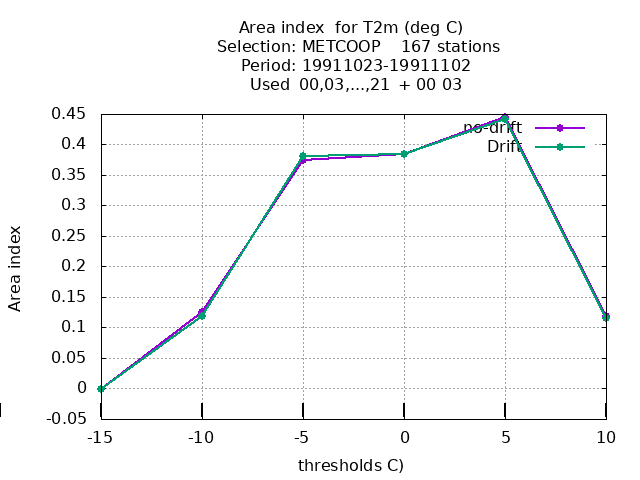 Area index  for T2m (deg C)
Selection: METCOOP    167 stations
Period: 19911023-19911102
Used  00,03,...,21  + 00 03
no-drift
Drift
0.45
0.4
0.35
0.3
0.25
0.2
0.15
0.1
0.05
0
-0.05
Area index
-15 -10 -5 0 5 10
thresholds C)